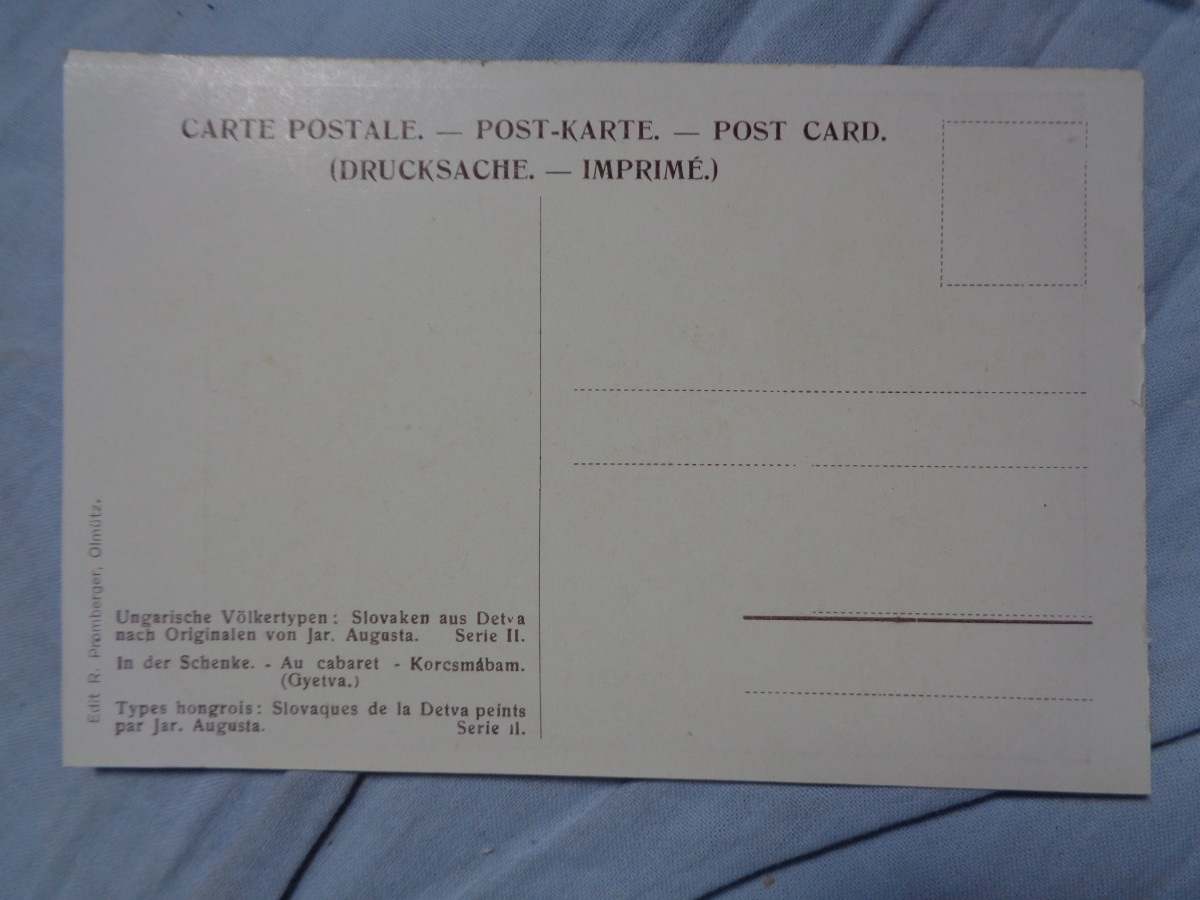 CARTE POSTALE. — POST-KARTE. — POST CARD.
(DRUCKSACHE. — IMPRIMÉ.)
Edit R. Promberger, Olmütz.
Ungarische Völkertypen: Slovaken aus Detva
nach Originalen von Jar. Augusta. Serie II.
In der Schenke. - Au cabaret - Korcsmábam.
(Gyetva.)
Types hongrois: Slovaques de la Detva peints
par Jar. Augusta. Serie II.